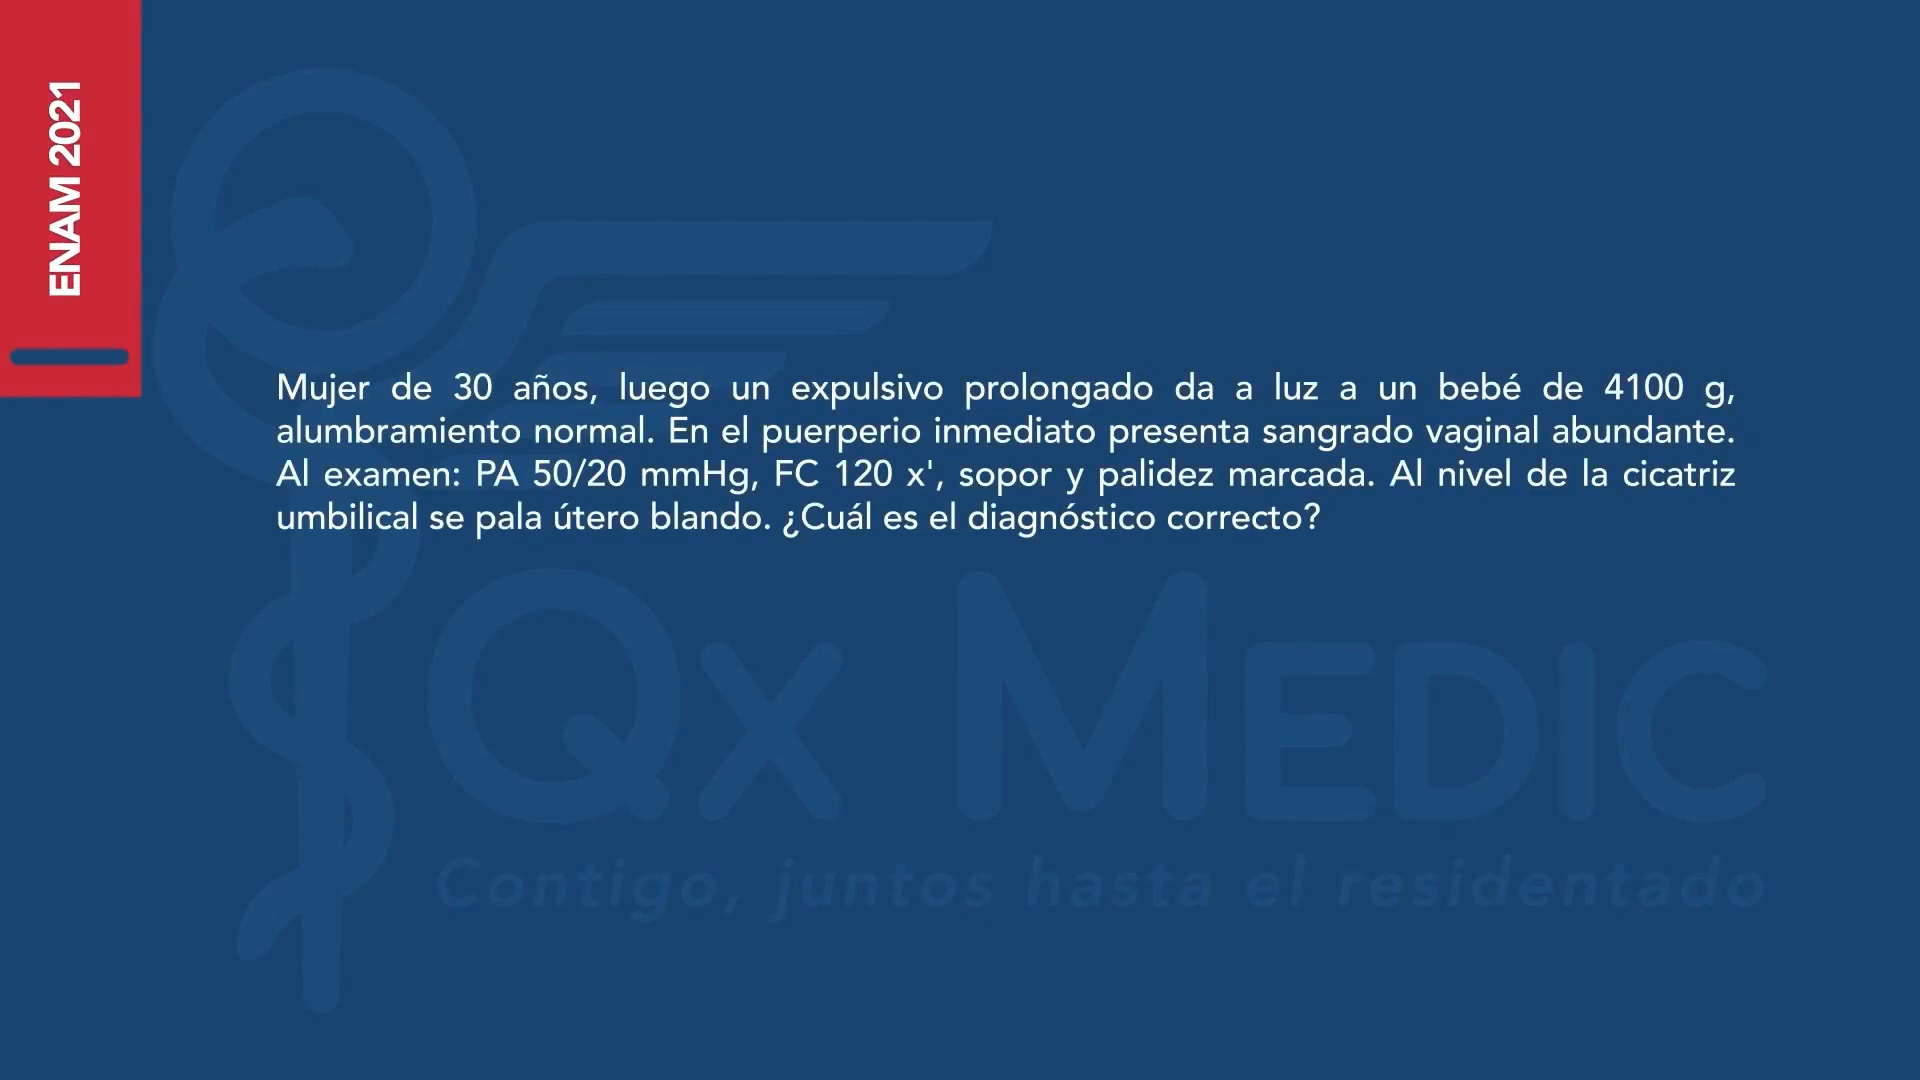 ENAM 2021
Mujer de 30 años, luego un expulsivo prolongado da a luz a un bebé de 4100 g,
alumbramiento normal. En el puerperio inmediato presenta sangrado vaginal abundante.
Al examen: PA 50/20 mmHg, FC 120 x', sopor y palidez marcada. Al nivel de la cicatriz
umbilical se pala útero blando. ¿Cuál es el diagnóstico correcto?
QX MEDIC
Contigo, juntos hasta el residentado